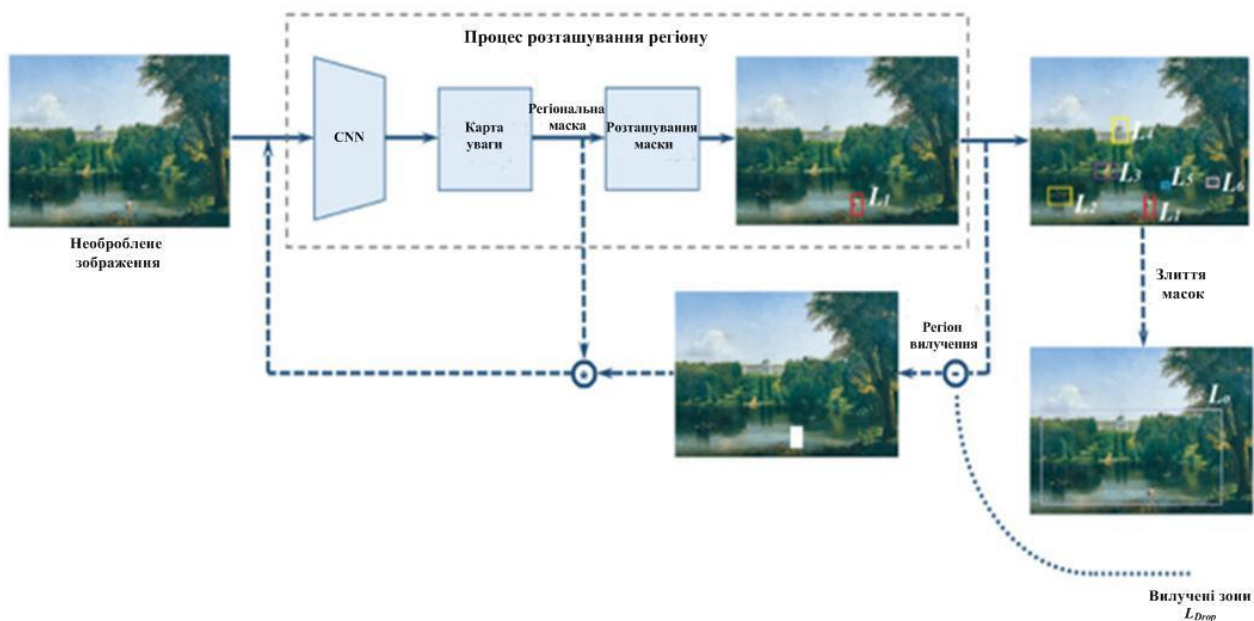 Процес розташування регіону
CNN
Карта
уваги
Регіональна
маска
Розташування
маски
L1
L4
L3
L5
L6
L2
L1
Необроблене
зображення
Злиття
масок
Регіон
вилучення
L0
Вилучені зони
LDrop